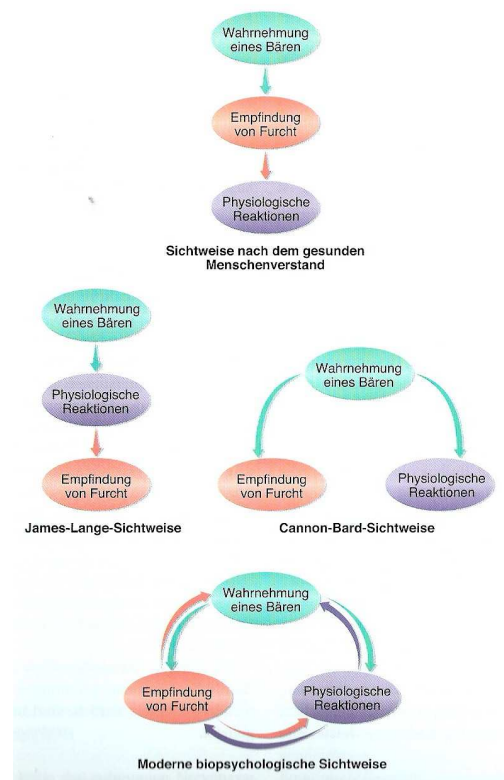 Wahrnehmung
eines Bären
Empfindung
von Furcht
Physiologische
Reaktionen
Sichtweise nach dem gesunden
Menschenverstand
Wahrnehmung
eines Bären
Physiologische
Reaktionen
Empfindung
von Furcht
James-Lange-Sichtweise
Wahrnehmung
eines Bären
Empfindung
von Furcht
Physiologische
Reaktionen
Cannon-Bard-Sichtweise
Wahrnehmung
eines Bären
Empfindung
von Furcht
Physiologische
Reaktionen
Moderne biopsychologische Sichtweise